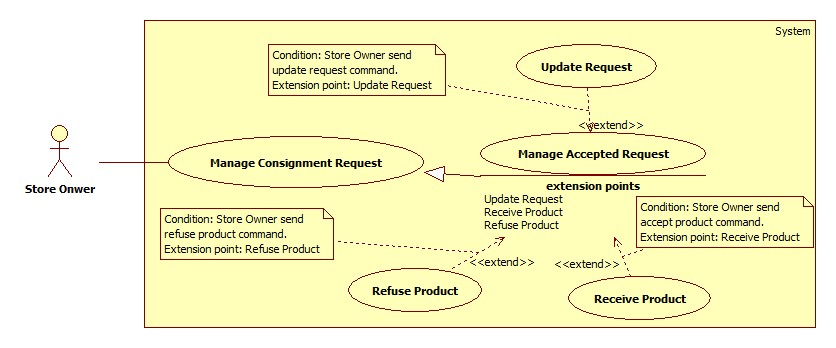 System
Condition: Store Owner send
update request command.
Extension point: Update Request
Update Request
<<extend>>
Manage Consignment Request
Manage Accepted Request
Store Onwer
extension points
Update Request
Receive Product
Refuse Product
Condition: Store Owner send
refuse product command.
Extension point: Refuse Product
Condition: Store Owner send
accept product command.
Extension point: Receive Product
<<extend>>
<<extend>>
Refuse Product
Receive Product